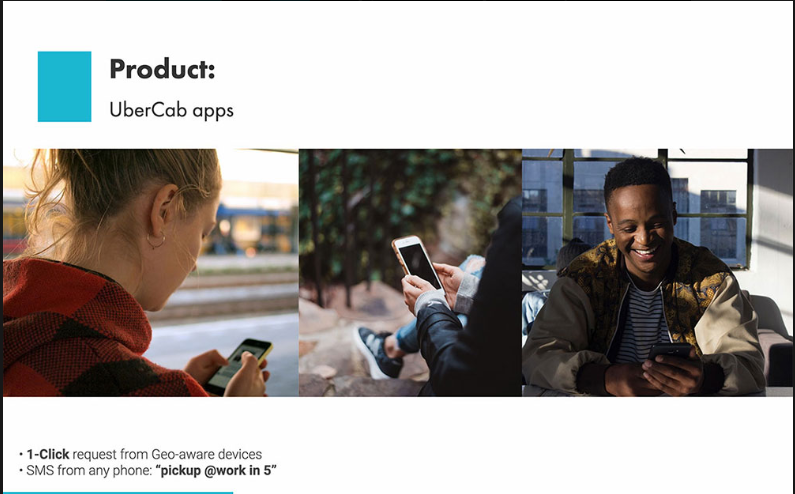 Product:
UberCab apps
• 1-Click request from Geo-aware devices
• SMS from any phone: “pickup @work in 5”